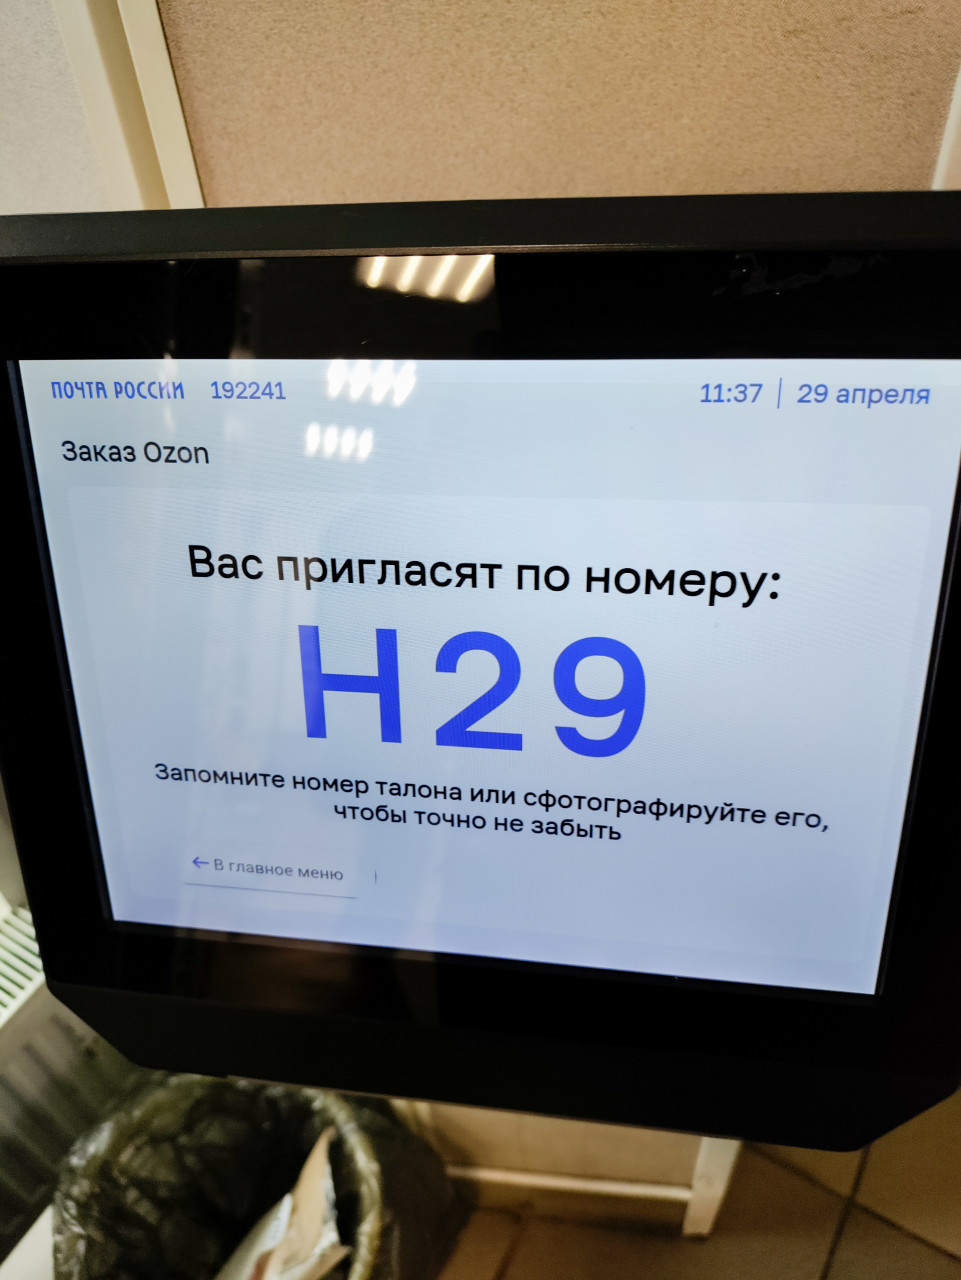 ПОЧТА РОССИИ 192241 11:37 | 29 апреля
Заказ Ozon
Вас пригласят по номеру:
Н29
Запомните номер талона или сфотографируйте его,
чтобы точно не забыть
← В главное меню